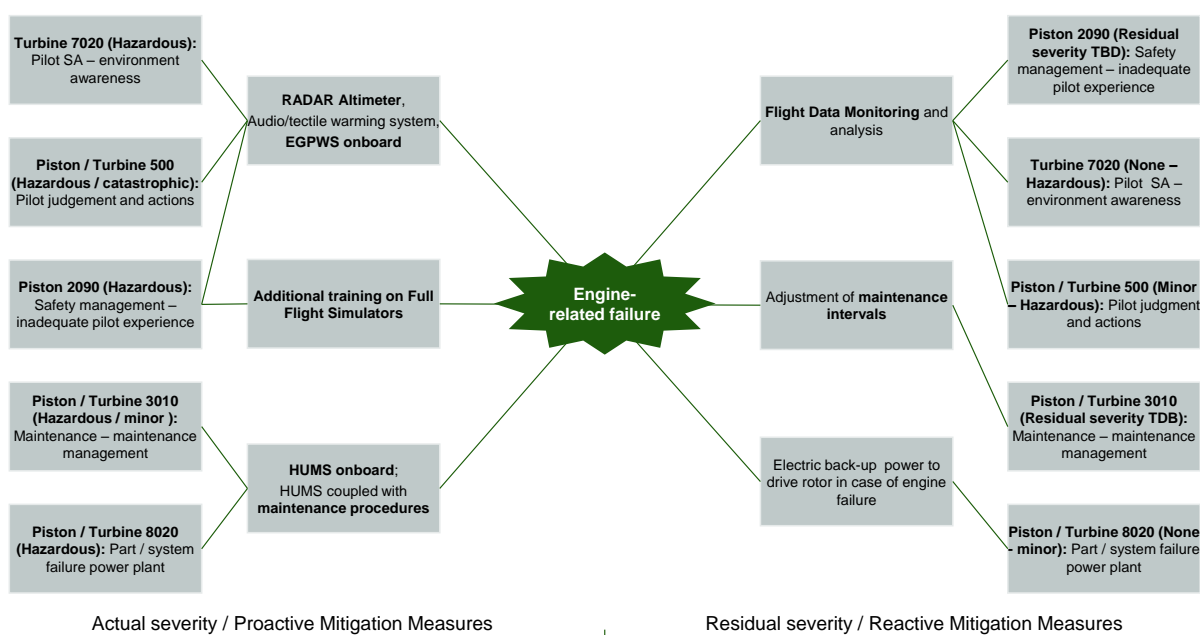 Turbine 7020 (Hazardous):
Pilot SA – environment
awareness
Piston / Turbine 500
(Hazardous / catastrophic):
Pilot judgement and actions
Piston 2090 (Hazardous):
Safety management –
inadequate pilot experience
Piston / Turbine 3010
(Hazardous / minor ):
Maintenance – maintenance
management
Piston / Turbine 8020
(Hazardous): Part / system
failure power plant
RADAR Altimeter,
Audio/tactile warming system,
EGPWS onboard
Additional training on Full
Flight Simulators
HUMS onboard;
HUMS coupled with
maintenance procedures
Engine-
related failure
Flight Data Monitoring and
analysis
Adjustment of maintenance
intervals
Electric back-up power to
drive rotor in case of engine
failure
Piston 2090 (Residual
severity TBD): Safety
management – inadequate
pilot experience
Turbine 7020 (None –
Hazardous): Pilot SA –
environment awareness
Piston / Turbine 500 (Minor
– Hazardous): Pilot judgment
and actions
Piston / Turbine 3010
(Residual severity TDB):
Maintenance – maintenance
management
Piston / Turbine 8020 (None
- minor): Part / system failure
power plant
Actual severity / Proactive Mitigation Measures
Residual severity / Reactive Mitigation Measures